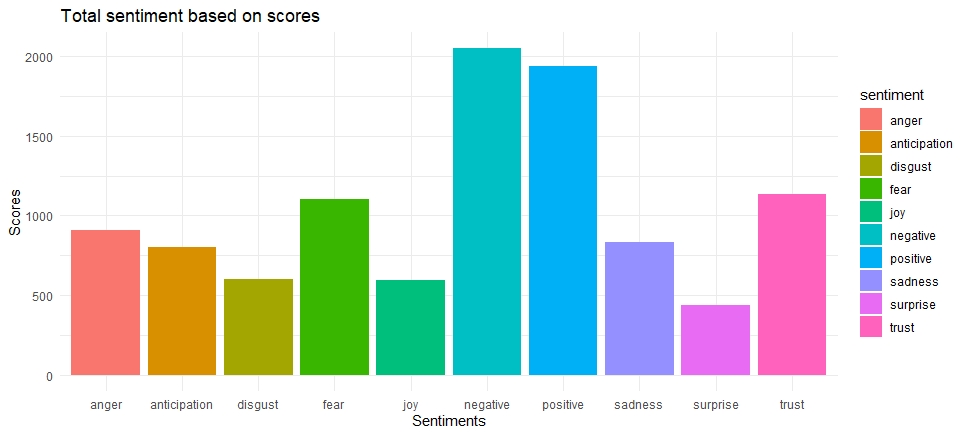 Total sentiment based on scores
Scores
2000
1500
1000
500
0
anger anticipation disgust fear joy negative positive sadness surprise trust
Sentiments
sentiment
anger
anticipation
disgust
fear
joy
negative
positive
sadness
surprise
trust